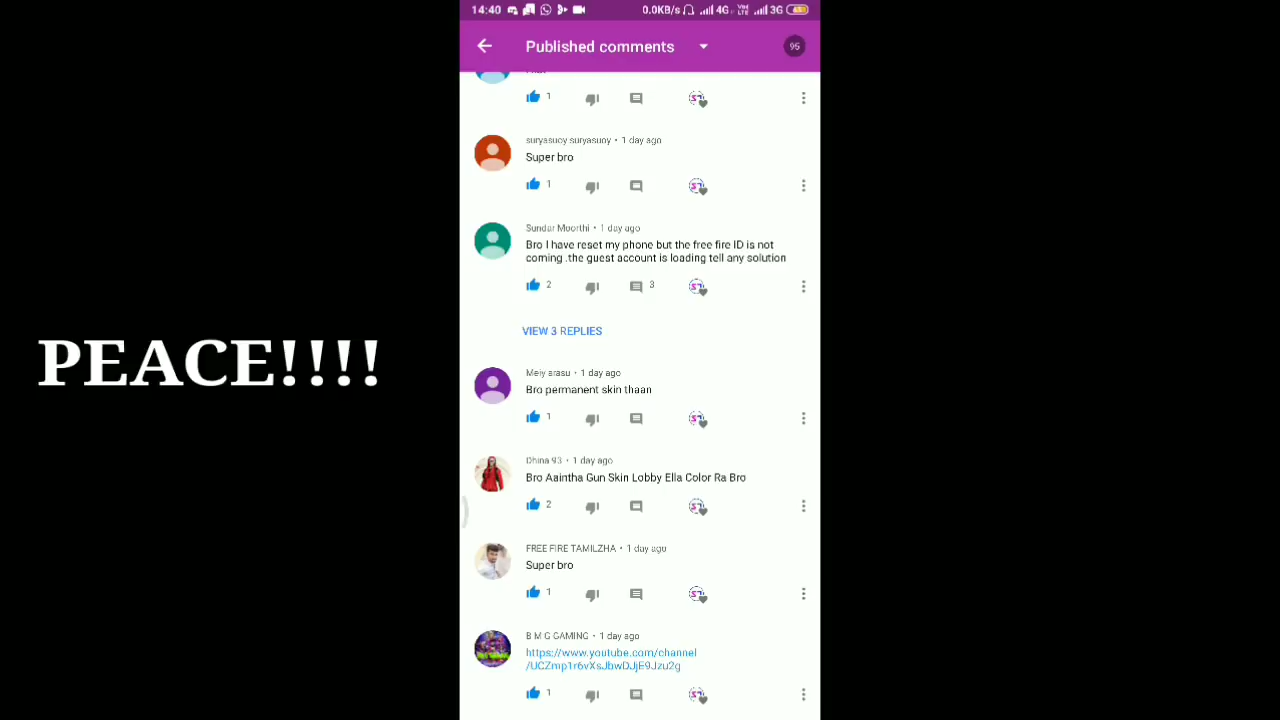 14:40
0.0KB/s
4G
Vo LTE
3G
Published comments
95
1
suryasuoy suryasuoy • 1 day ago
Super bro
1
Sundar Moorthi • 1 day ago
Bro I have reset my phone but the free fire ID is not
coming .the guest account is loading tell any solution
2
3
VIEW 3 REPLIES
PEACE!!!!
Meiy arasu • 1 day ago
Bro permanent skin thaan
1
Dhina 93 • 1 day ago
Bro Aaintha Gun Skin Lobby Ella Color Ra Bro
2
FREE FIRE TAMILZHA • 1 day ago
Super bro
1
B M G GAMING • 1 day ago
https://www.youtube.com/channel
/UCZmp1r6vXsJbwDJjE9Jzu2g
1